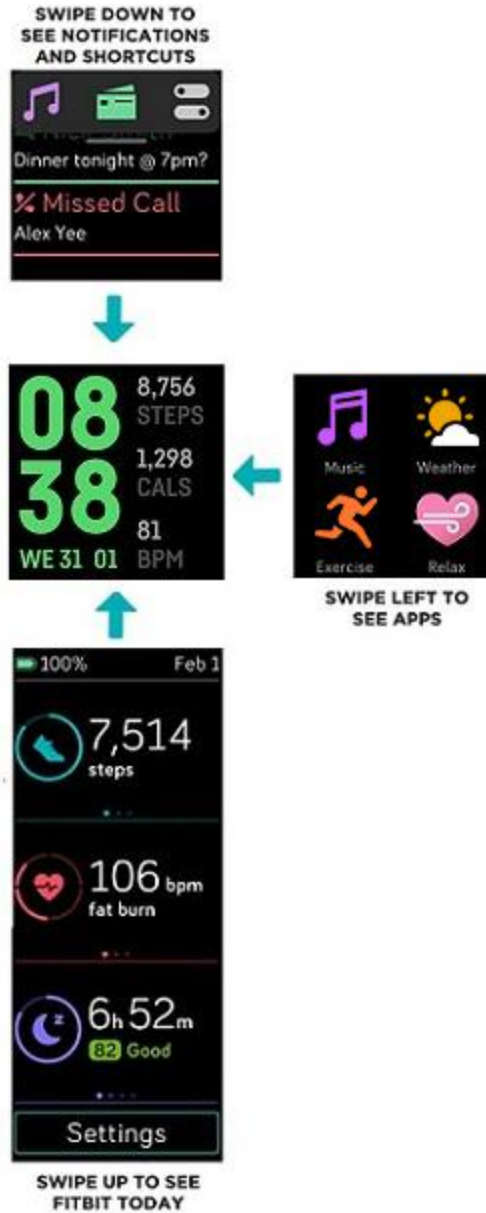 SWIPE DOWN TO
SEE NOTIFICATIONS
AND SHORTCUTS
Dinner tonight @ 7pm?
Missed Call
Alex Yee
08
38
WE 31 01
8,756
STEPS
1,298
CALS
81
BPM
Music
Weather
Exercise
Relax
SWIPE LEFT TO
SEE APPS
100% Feb 1
7,514
steps
106 bpm
fat burn
z
6h 52m
82 Good
Settings
SWIPE UP TO SEE
FITBIT TODAY